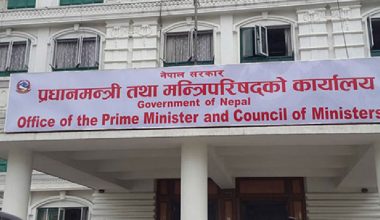 नेपाल सरकार
प्रधानमन्त्री तथा मन्त्रिपरिषद्को कार्यालय
Government of Nepal
Office of the Prime Minister and Council of Ministers